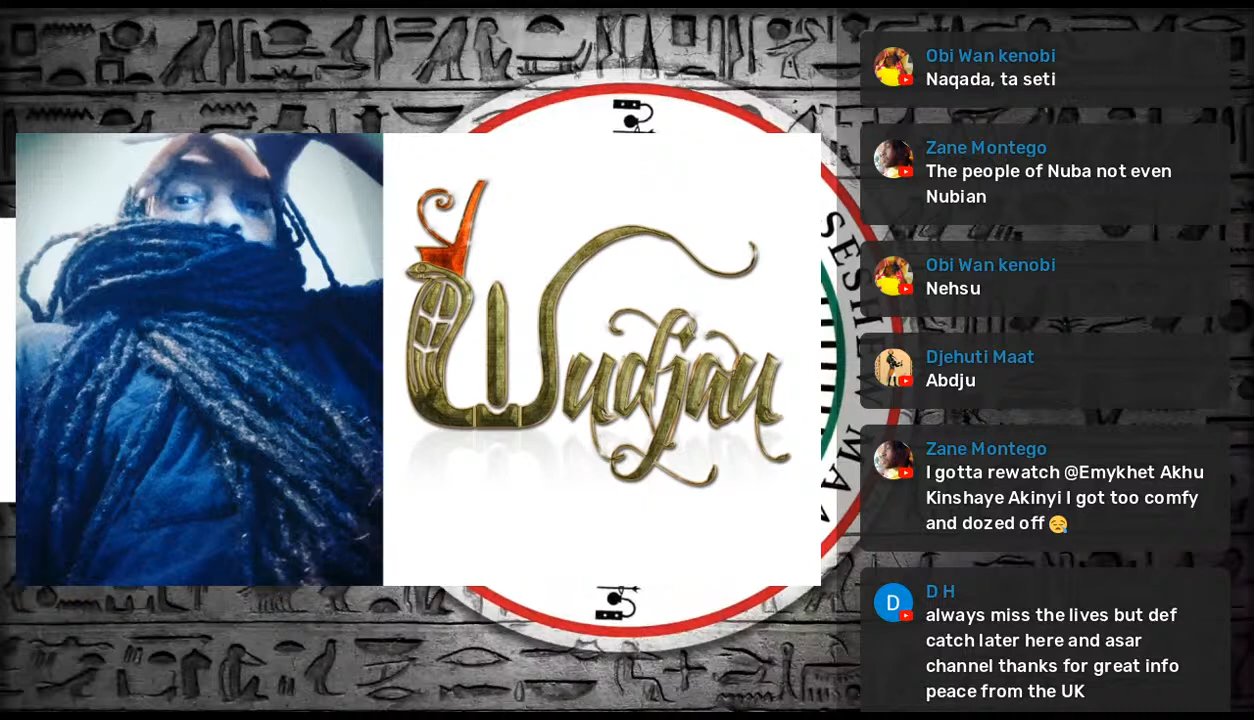 Wudjau
SESHEW MAA
Obi Wan kenobi
Naqada, ta seti
Zane Montego
The people of Nuba not even
Nubian
Obi Wan kenobi
Nehsu
Djehuti Maat
Abdju
Zane Montego
I gotta rewatch @Emykhet Akhu
Kinshaye Akinyi I got too comfy
and dozed off 😪
D
D H
always miss the lives but def
catch later here and asar
channel thanks for great info
peace from the UK